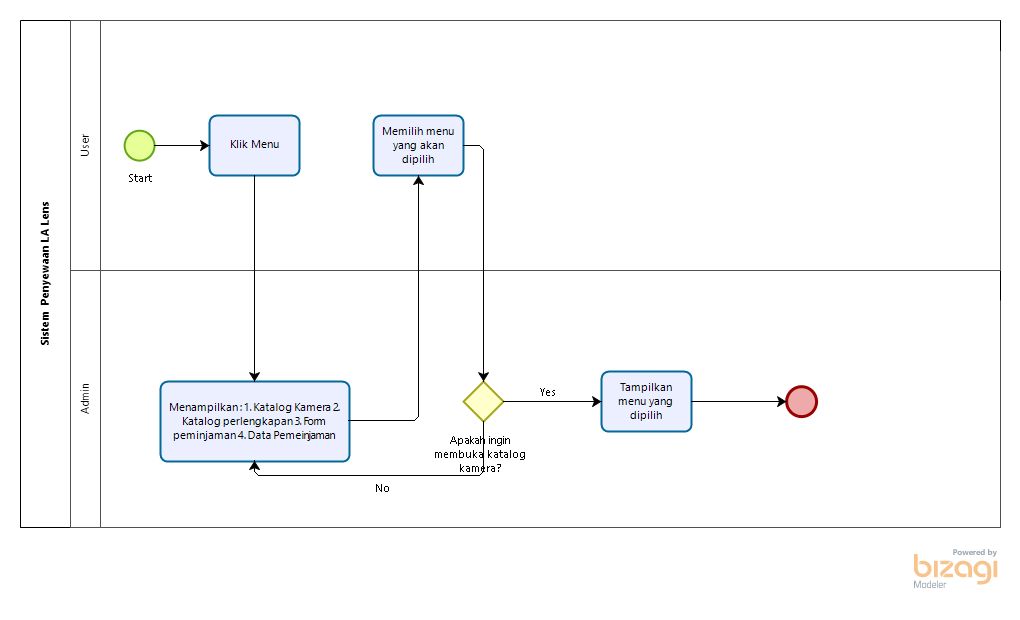 Sistem Penyewaan LA Lens
User
Start
Klik Menu
Memilih menu
yang akan
dipilih
Admin
Menampilkan : 1. Katalog Kamera 2.
Katalog perlengkapan 3. Form
peminjaman 4. Data Pemeinjaman
Apakah ingin
membuka katalog
kamera?
Yes
No
Tampilkan
menu yang
dipilih
Powered by
bizagi
Modeler